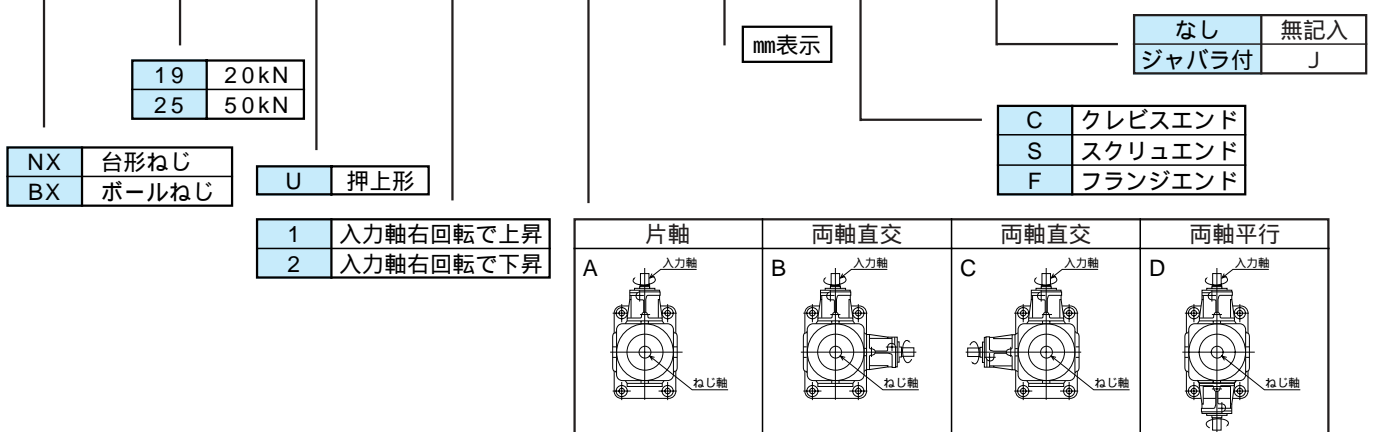 ㎜表示
なし 無記入
ジャバラ付 J
19 20kN
25 50kN
C クレビスエンド
S スクリュエンド
F フランジエンド
NX 台形ねじ
BX ボールねじ
U 押上形
1 入力軸右回転で上昇
2 入力軸右回転で下昇
片軸 両軸直交 両軸直交 両軸平行
A 入力軸 B 入力軸 C 入力軸 D 入力軸
ねじ軸 ねじ軸 ねじ軸 ねじ軸